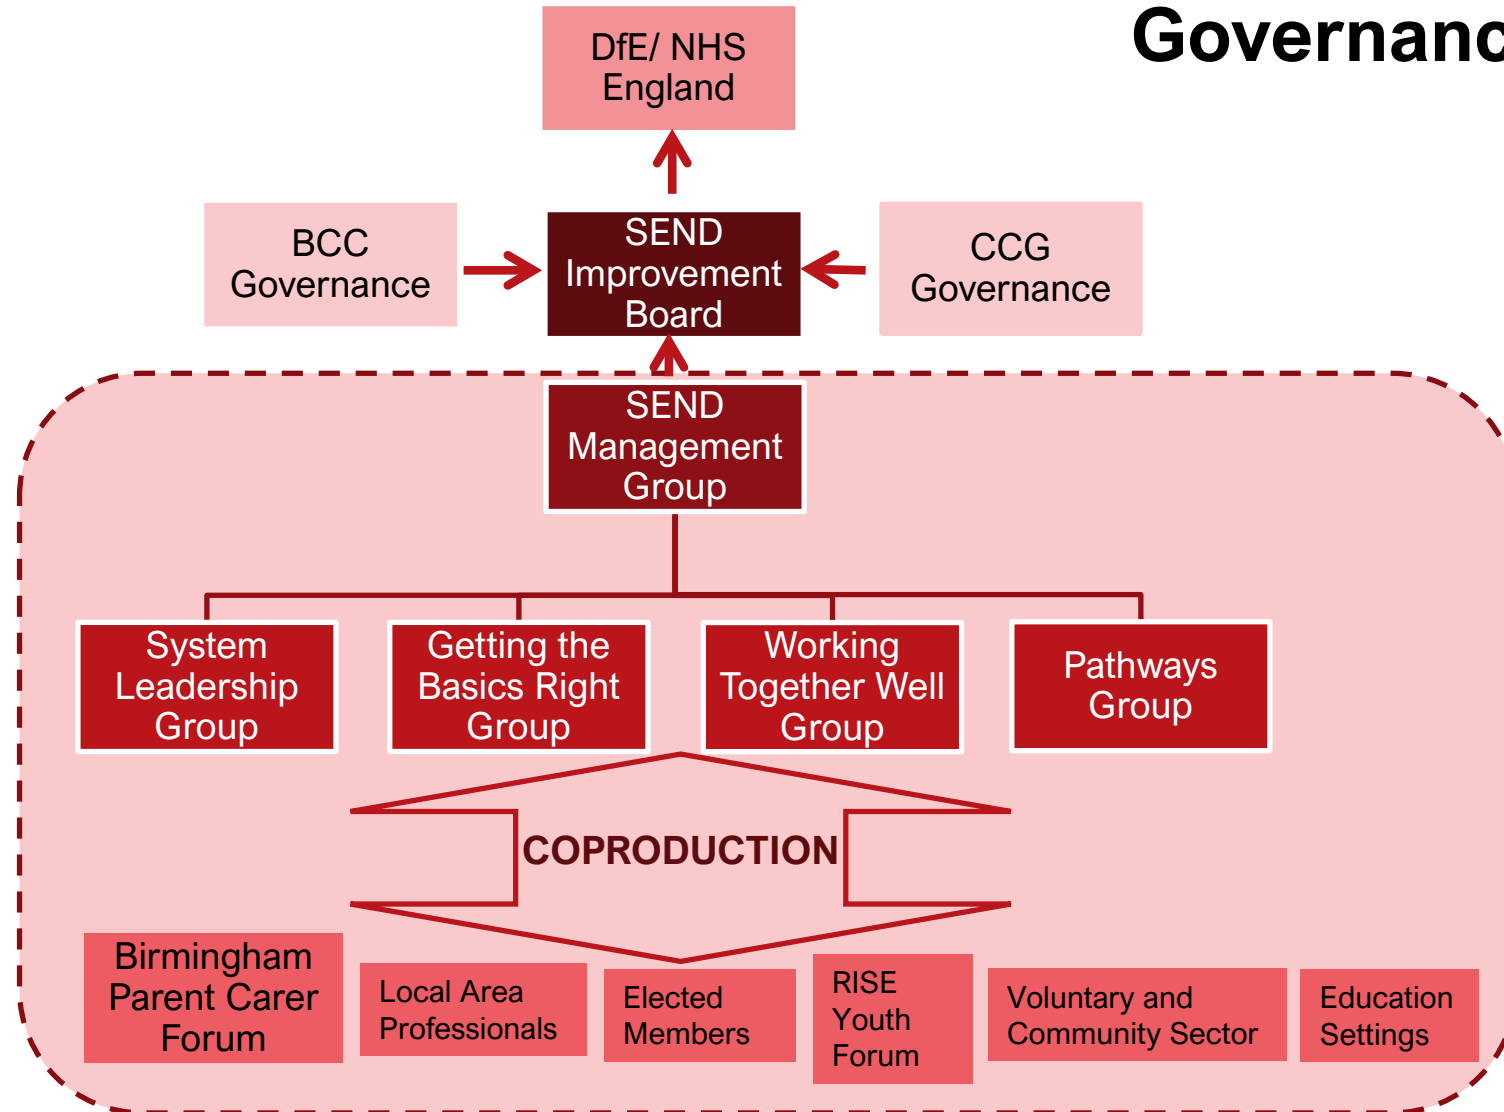 Governanc
DfE/ NHS
England
BCC
Governance
SEND
Improvement
Board
CCG
Governance
SEND
Management
Group
System
Leadership
Group
Getting the
Basics Right
Group
Working
Together Well
Group
Pathways
Group
COPRODUCTION
Birmingham
Parent Carer
Forum
Local Area
Professionals
Elected
Members
RISE
Youth
Forum
Voluntary and
Community Sector
Education
Settings